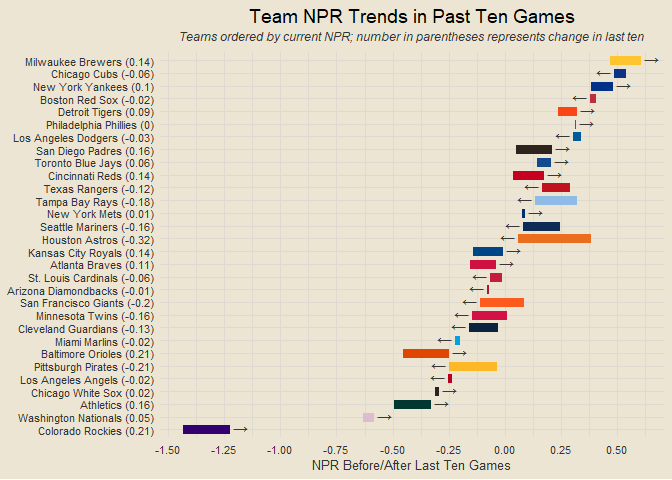 Team NPR Trends in Past Ten Games
Teams ordered by current NPR; number in parentheses represents change in last ten
Milwaukee Brewers (0.14)
Chicago Cubs (-0.06)
New York Yankees (0.1)
Boston Red Sox (-0.02)
Detroit Tigers (0.09)
Philadelphia Phillies (0)
Los Angeles Dodgers (-0.03)
San Diego Padres (0.16)
Toronto Blue Jays (0.06)
Cincinnati Reds (0.14)
Texas Rangers (-0.12)
Tampa Bay Rays (-0.18)
New York Mets (0.01)
Seattle Mariners (-0.16)
Houston Astros (-0.32)
Kansas City Royals (0.14)
Atlanta Braves (0.11)
St. Louis Cardinals (-0.06)
Arizona Diamondbacks (-0.01)
San Francisco Giants (-0.2)
Minnesota Twins (-0.16)
Cleveland Guardians (-0.13)
Miami Marlins (-0.02)
Baltimore Orioles (0.21)
Pittsburgh Pirates (-0.21)
Los Angeles Angels (-0.02)
Chicago White Sox (0.02)
Athletics (0.16)
Washington Nationals (0.05)
Colorado Rockies (0.21)
-1.50 -1.25 -1.00 -0.75 -0.50 -0.25 0.00 0.25 0.50
NPR Before/After Last Ten Games